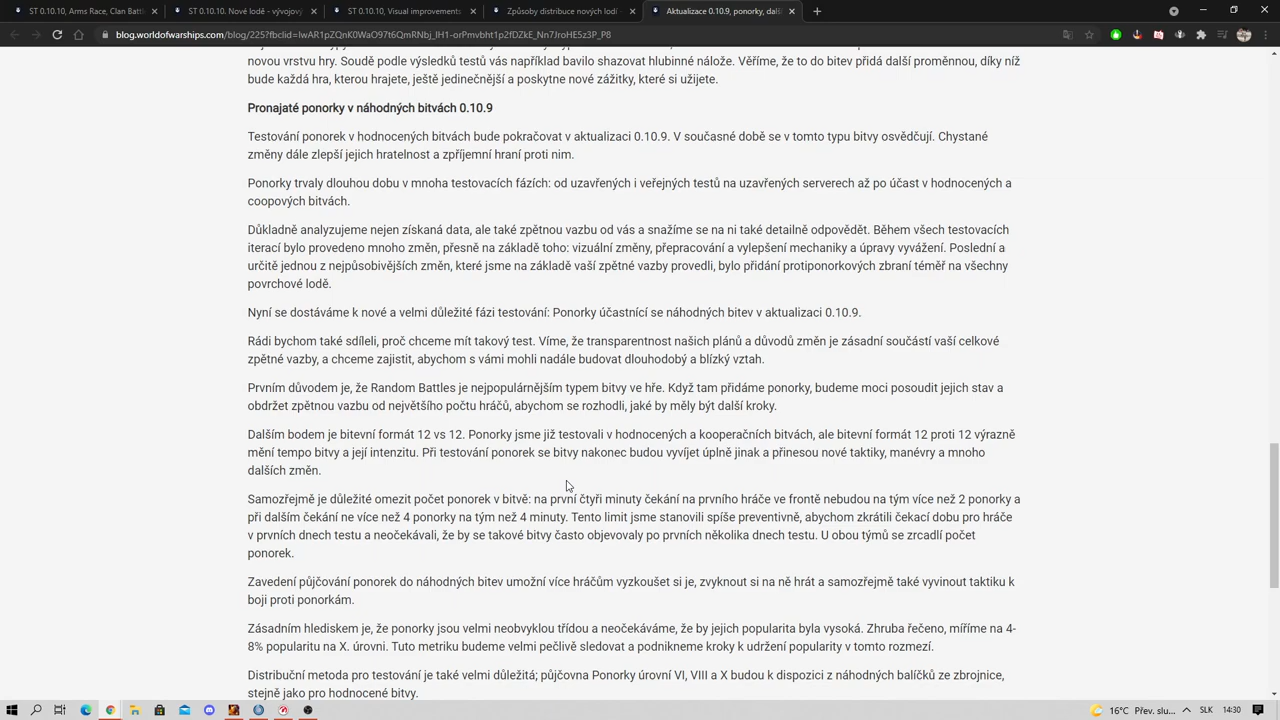 ST 0.10.10, Arms Race, Clan Battl
ST 0.10.10. Nové lodě - vývojový
ST 0.10.10, Visual improvements
Způsoby distribuce nových lodí
Aktualizace 0.10.9, ponorky, dal
blog.worldofwarships.com/blog/225?fbclid=IwAR1pZQnK0WaO97t6QmRNbj_IH1-orPmvbht1p2fDZkE_Nn7JroHE5z3P_P8
novou vrstvu hry. Soudě podle výsledků testů vás například bavilo shazovat hlubinné nálože. Věříme, že to do bitev přidá další proměnnou, díky níž
bude každá hra, kterou hrajete, ještě jedinečnější a poskytne nové zážitky, které si užijete.
Pronajaté ponorky v náhodných bitvách 0.10.9
Testování ponorek v hodnocených bitvách bude pokračovat v aktualizaci 0.10.9. V současné době se v tomto typu bitvy osvědčují. Chystané
změny dále zlepší jejich hratelnost a zpříjemní hraní proti nim.
Ponorky trvaly dlouhou dobu v mnoha testovacích fázích: od uzavřených i veřejných testů na uzavřených serverech až po účast v hodnocených a
coopových bitvách.
Důkladně analyzujeme nejen získaná data, ale také zpětnou vazbu od vás a snažíme se na ni také detailně odpovědět. Během všech testovacích
iterací bylo provedeno mnoho změn, přesně na základě toho: vizuální změny, přepracování a vylepšení mechaniky a úpravy vyvážení. Poslední a
určitě jednou z nejpůsobivějších změn, které jsme na základě vaší zpětné vazby provedli, bylo přidání protiponorkových zbraní téměř na všechny
povrchové lodě.
Nyní se dostáváme k nové a velmi důležité fázi testování: Ponorky účastnící se náhodných bitev v aktualizaci 0.10.9.
Rádi bychom také sdíleli, proč chceme mít takový test. Víme, že transparentnost našich plánů a důvodů změn je zásadní součástí vaší celkové
zpětné vazby, a chceme zajistit, abychom s vámi mohli nadále budovat dlouhodobý a blízký vztah.
Prvním důvodem je, že Random Battles je nejpopulárnějším typem bitvy ve hře. Když tam přidáme ponorky, budeme moci posoudit jejich stav a
obdržet zpětnou vazbu od největšího počtu hráčů, abychom se rozhodli, jaké by měly být další kroky.
Dalším bodem je bitevní formát 12 vs 12. Ponorky jsme již testovali v hodnocených a kooperačních bitvách, ale bitevní formát 12 proti 12 výrazně
mění tempo bitvy a její intenzitu. Při testování ponorek se bitvy nakonec budou vyvíjet úplně jinak a přinesou nové taktiky, manévry a mnoho
dalších změn.
Samozřejmě je důležité omezit počet ponorek v bitvě: na první čtyři minuty čekání na prvního hráče ve frontě nebudou na tým více než 2 ponorky a
při dalším čekání ne více než 4 ponorky na tým než 4 minuty. Tento limit jsme stanovili spíše preventivně, abychom zkrátili čekací dobu pro hráče
v prvních dnech testu a neočekávali, že by se takové bitvy často objevovaly po prvních několika dnech testu. U obou týmů se zrcadlí počet
ponorek.
Zavedení půjčování ponorek do náhodných bitev umožní více hráčům vyzkoušet si je, zvyknout si na ně hrát a samozřejmě také vyvinout taktiku k
boji proti ponorkám.
Zásadním hlediskem je, že ponorky jsou velmi neobvyklou třídou a neočekáváme, že by jejich popularita byla vysoká. Zhruba řečeno, míříme na 4-
8% popularitu na X. úrovni. Tuto metriku budeme velmi pečlivě sledovat a podnikneme kroky k udržení popularity v tomto rozmezí.
Distribuční metoda pro testování je také velmi důležitá; půjčovna Ponorky úrovní VI, VIII a X budou k dispozici z náhodných balíčků ze zbrojnice,
stejně jako pro hodnocené bitvy.
16°C Přev. slu... SLK 14:30